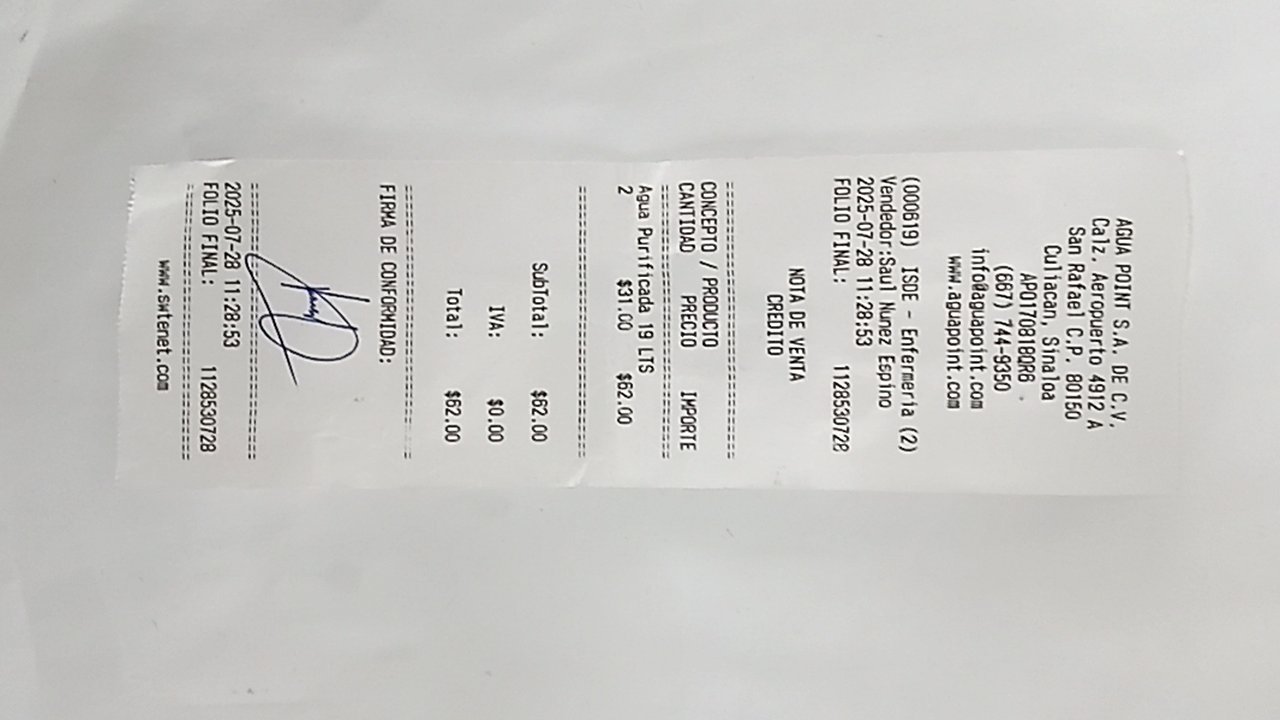 AGUA POINT S.A. DE C.V.
Calz. Aeropuerto 4912 A
San Rafael C.P. 80150
Culiacan, Sinaloa
APO170818QR6
(667) 744-9350
info@aguapoint.com
www.aguapoint.com
(000619) ISDE - Enfermeria (2)
Vendedor:Saul Nunez Espino
2025-07-28 11:28:53
FOLIO FINAL: 1128530728
NOTA DE VENTA
CREDITO
==============================
CONCEPTO / PRODUCTO
CANTIDAD PRECIO IMPORTE
==============================
Agua Purificada 19 LTS
2 $31.00 $62.00
==============================
SubTotal: $62.00
IVA: $0.00
Total: $62.00
==============================
FIRMA DE CONFORMIDAD:
==============================
2025-07-28 11:28:53
FOLIO FINAL: 1128530728
==============================
www.swtenet.com